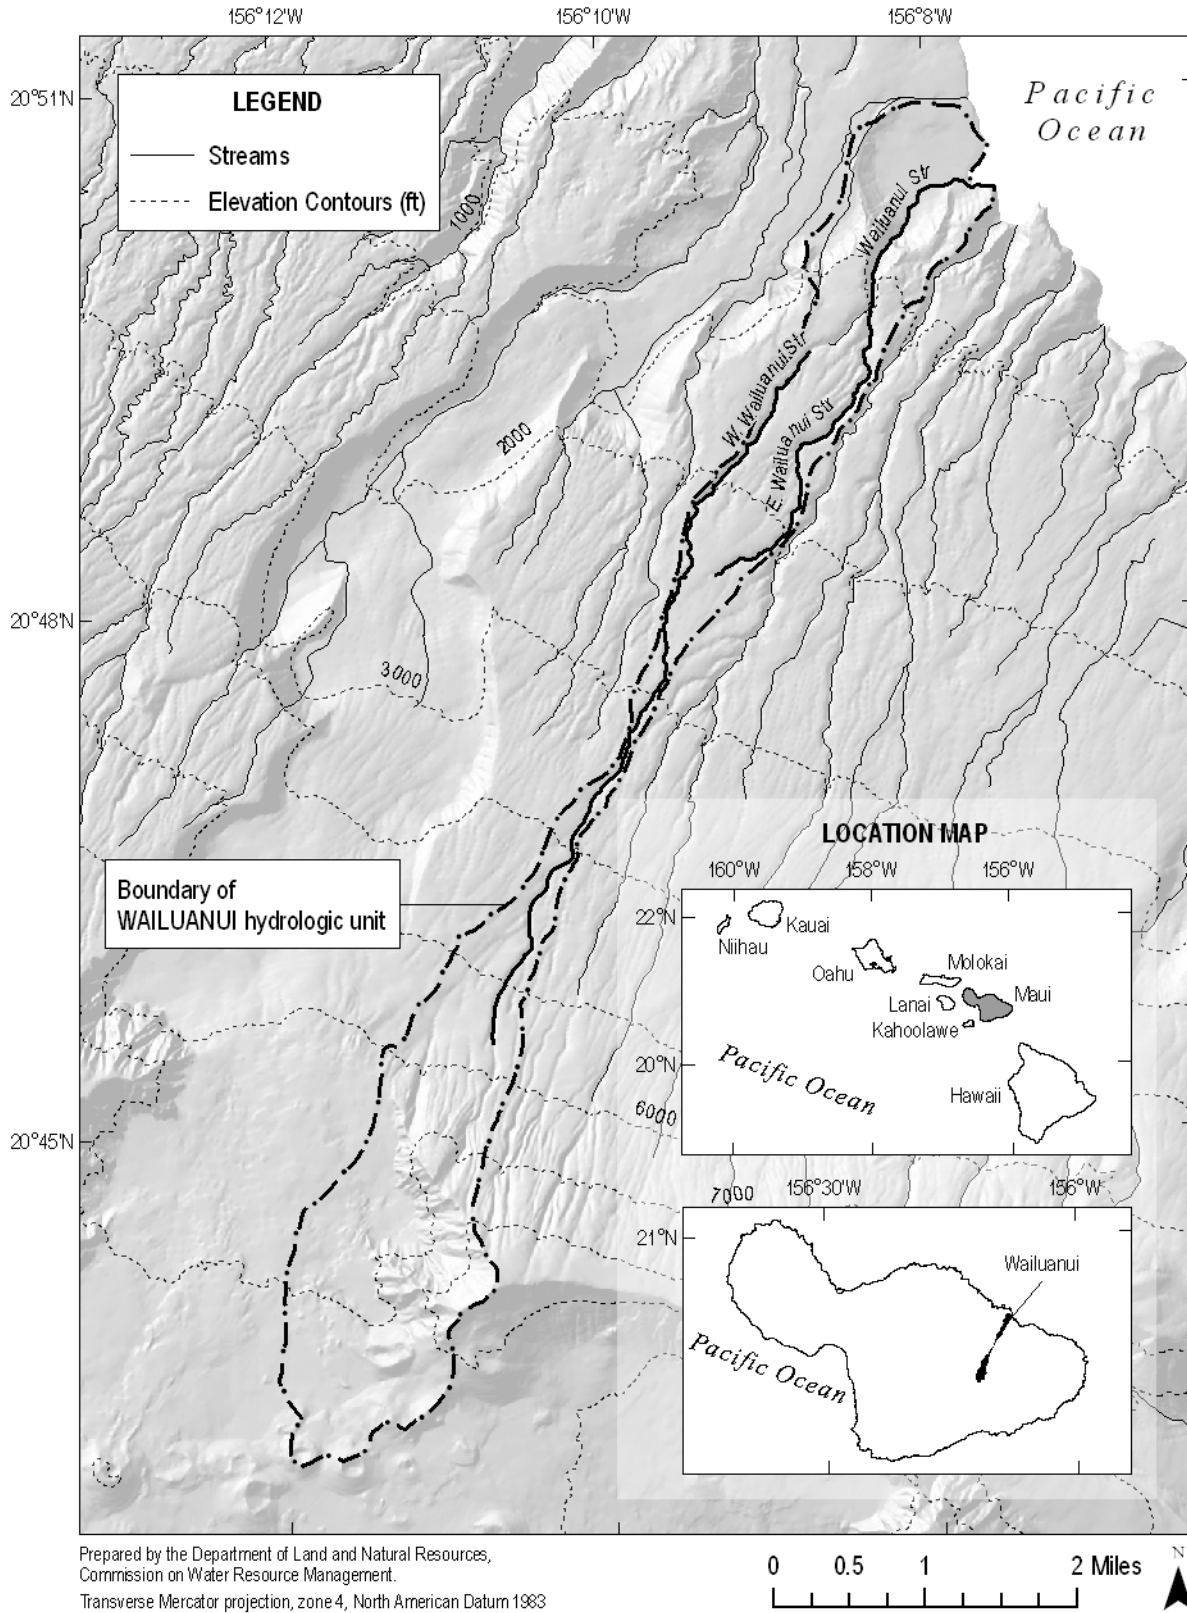 156°12'W
156°10'W
156°8'W
20°51'N
Pacific
Ocean
LEGEND
Streams
Elevation Contours (ft)
1000
Wailuanui Str
W. Wailuanui Str
E. Wailuanui Str
2000
20°48'N
3000
Boundary of
WAILUANUI hydrologic unit
LOCATION MAP
160°W
158°W
156°W
22°N
Kauai
Niihau
Oahu
Molokai
Lanai
Maui
Kahoolawe
20°N
Pacific Ocean
Hawaii
6000
20°45'N
7000
156°30'W
156°W
21°N
Wailuanui
Pacific Ocean
Prepared by the Department of Land and Natural Resources,
Commission on Water Resource Management.
Transverse Mercator projection, zone 4, North American Datum 1983
0 0.5 1 2 Miles
N